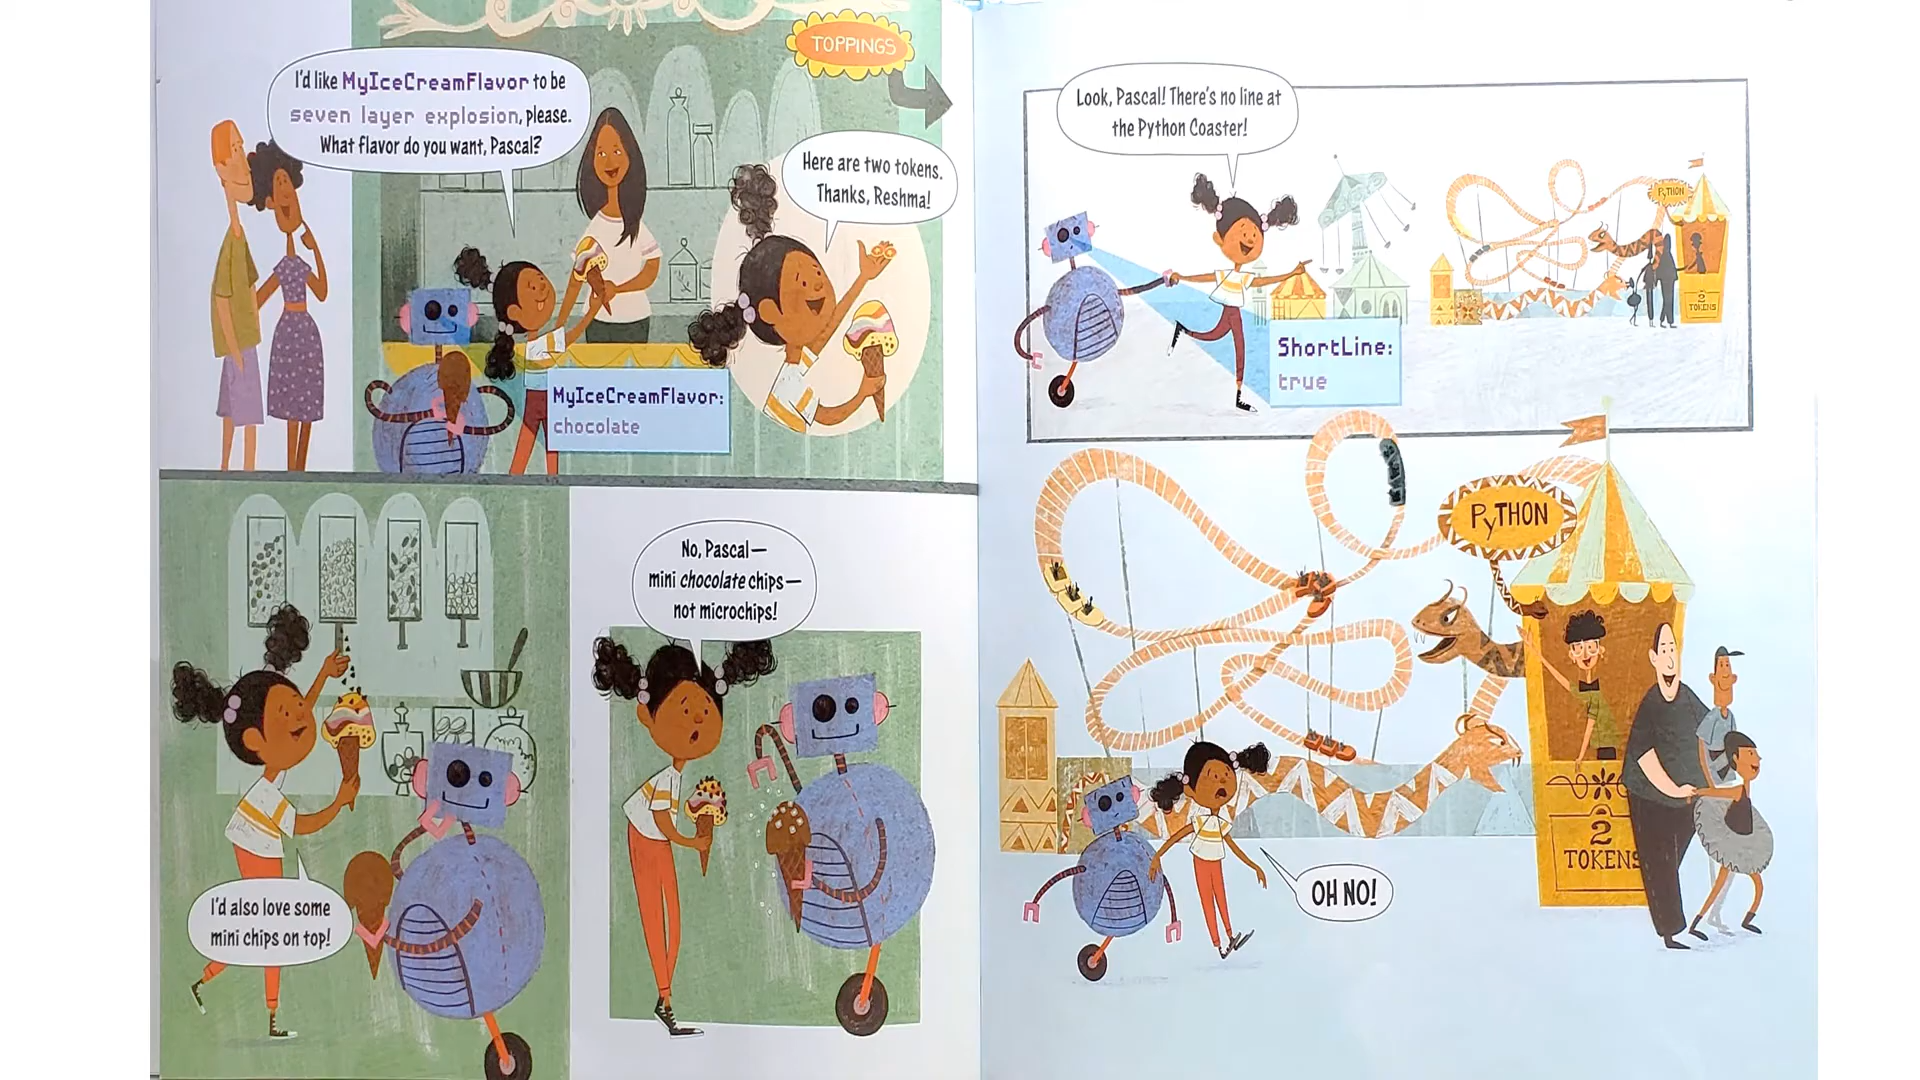 TOPPINGS
I'd like MyIceCreamFlavor to be
seven layer explosion, please.
What flavor do you want, Pascal?
Here are two tokens.
Thanks, Reshma!
MyIceCreamFlavor:
chocolate
I'd also love some
mini chips on top!
No, Pascal—
mini chocolate chips—
not microchips!
Look, Pascal! There's no line at
the Python Coaster!
PyTHON
2
TOKENS
ShortLine:
true
PyTHON
2
TOKENS
OH NO!